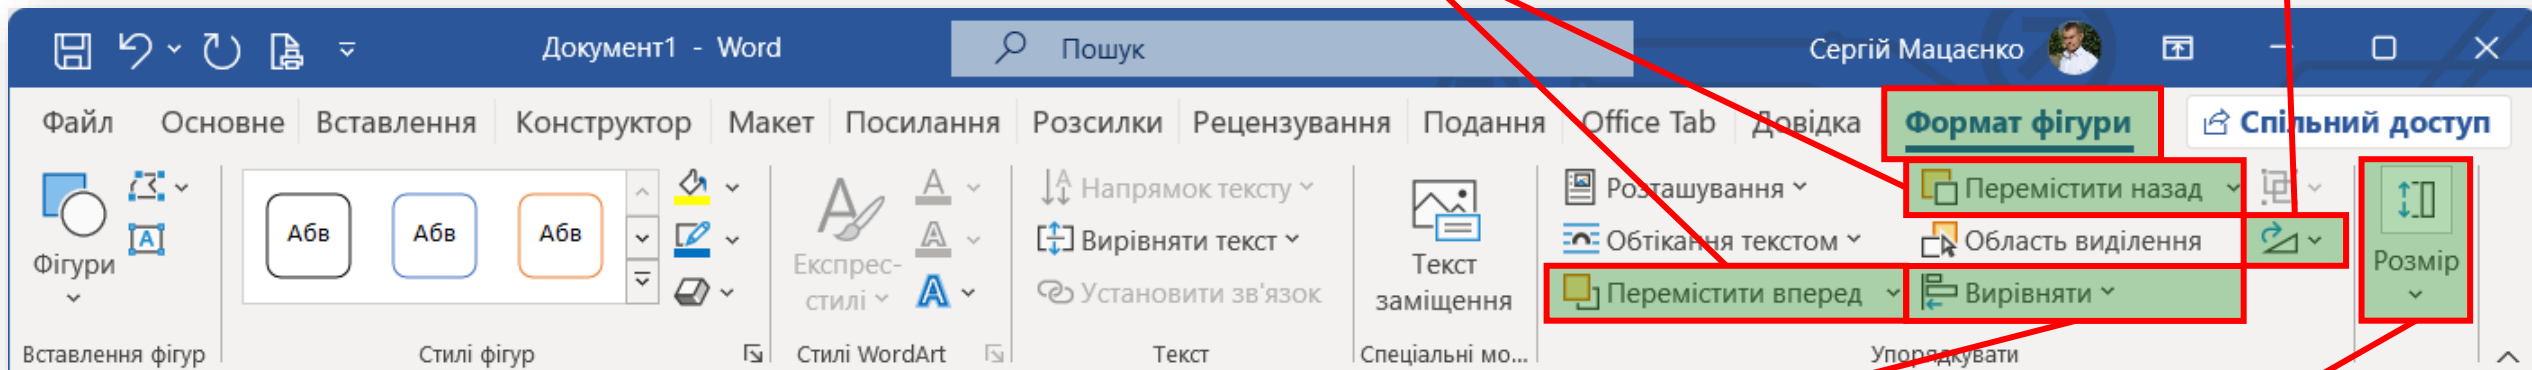 Документ1 - Word
Пошук
Сергій Мацаєнко
Файл Основне Вставлення Конструктор Макет Посилання Розсилки Рецензування Подання Office Tab Довідка Формат фігури Спільний доступ
Фігури
Абв Абв Абв
Експрес-
стилі
Напрямок тексту
Вирівняти текст
Установити зв'язок
Текст
заміщення
Розташування
Обтікання текстом
Перемістити вперед
Перемістити назад
Область виділення
Вирівняти
Розмір
Вставлення фігур Стилі фігур Стилі WordArt Текст Спеціальні мо... Упорядкувати